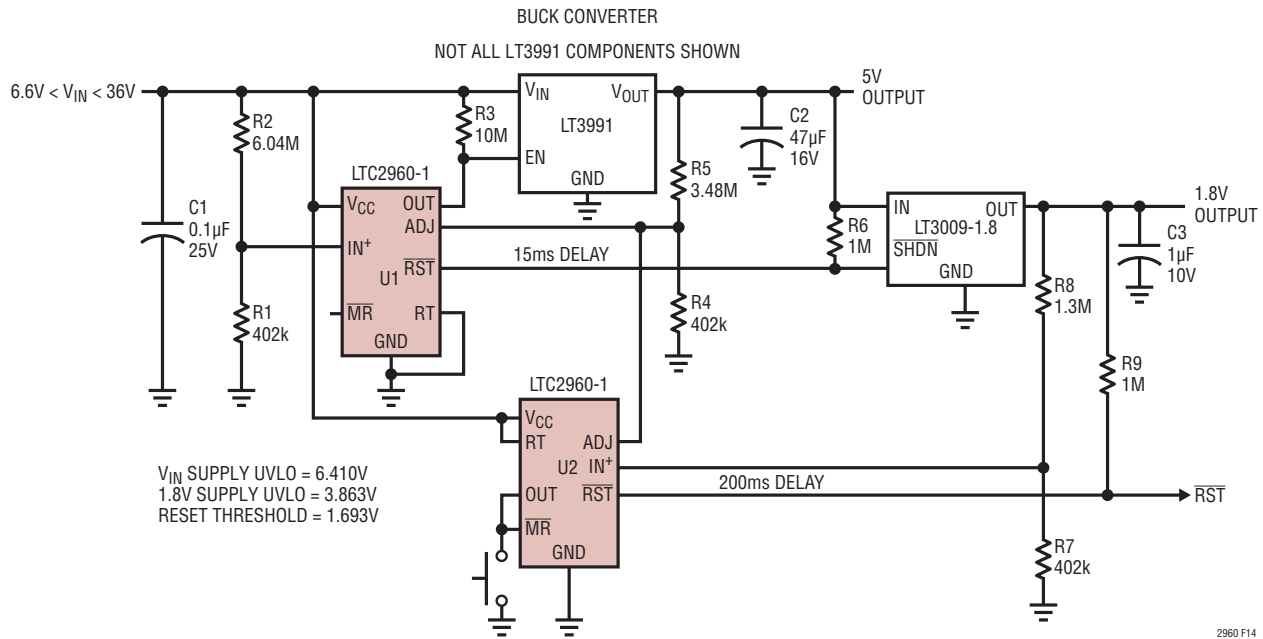 BUCK CONVERTER
NOT ALL LT3991 COMPONENTS SHOWN
6.6V < VIN < 36V
R2
6.04M
R3
10M
VIN
VOUT
LT3991
EN
GND
5V
OUTPUT
C2
47µF
16V
R5
3.48M
LTC2960-1
VCC
OUT
ADJ
IN+
RST
U1
MR
RT
GND
C1
0.1µF
25V
R1
402k
15ms DELAY
R4
402k
R6
1M
IN
OUT
LT3009-1.8
SHDN
GND
1.8V
OUTPUT
C3
1µF
10V
R8
1.3M
R9
1M
LTC2960-1
VCC
RT
ADJ
U2
IN+
OUT
RST
MR
GND
200ms DELAY
RST
R7
402k
VIN SUPPLY UVLO = 6.410V
1.8V SUPPLY UVLO = 3.863V
RESET THRESHOLD = 1.693V
2960 F14